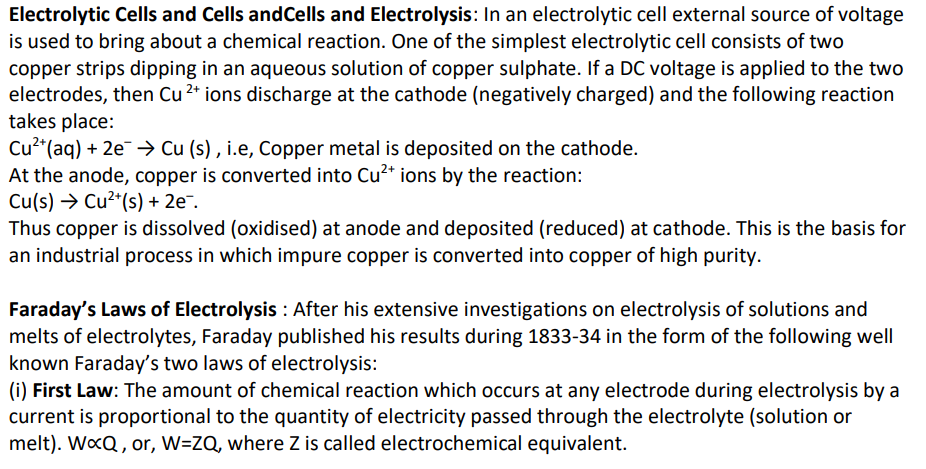 Electrolytic Cells and Cells andCells and Electrolysis: In an electrolytic cell external source of voltage
is used to bring about a chemical reaction. One of the simplest electrolytic cell consists of two
copper strips dipping in an aqueous solution of copper sulphate. If a DC voltage is applied to the two
electrodes, then Cu ²⁺ ions discharge at the cathode (negatively charged) and the following reaction
takes place:
Cu²⁺(aq) + 2e⁻ → Cu (s) , i.e, Copper metal is deposited on the cathode.
At the anode, copper is converted into Cu²⁺ ions by the reaction:
Cu(s) → Cu²⁺(s) + 2e⁻.
Thus copper is dissolved (oxidised) at anode and deposited (reduced) at cathode. This is the basis for
an industrial process in which impure copper is converted into copper of high purity.
Faraday’s Laws of Electrolysis : After his extensive investigations on electrolysis of solutions and
melts of electrolytes, Faraday published his results during 1833-34 in the form of the following well
known Faraday’s two laws of electrolysis:
(i) First Law: The amount of chemical reaction which occurs at any electrode during electrolysis by a
current is proportional to the quantity of electricity passed through the electrolyte (solution or
melt). W∝Q , or, W=ZQ, where Z is called electrochemical equivalent.